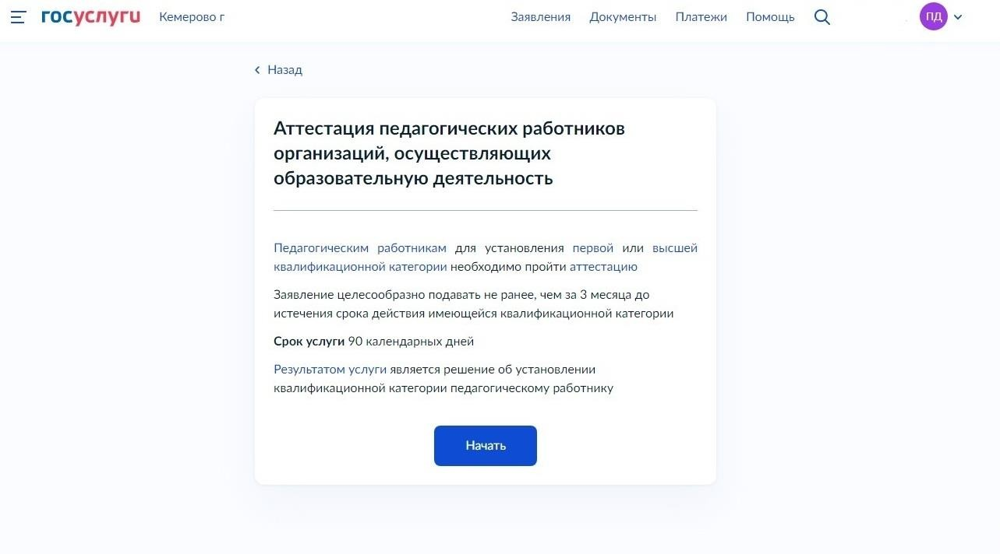 госуслуги Кемерово г Заявления Документы Платежи Помощь ПД
Назад
Аттестация педагогических работников
организаций, осуществляющих
образовательную деятельность
Педагогическим работникам для установления первой или высшей
квалификационной категории необходимо пройти аттестацию
Заявление целесообразно подавать не ранее, чем за 3 месяца до
истечения срока действия имеющейся квалификационной категории
Срок услуги 90 календарных дней
Результатом услуги является решение об установлении
квалификационной категории педагогическому работнику
Начать